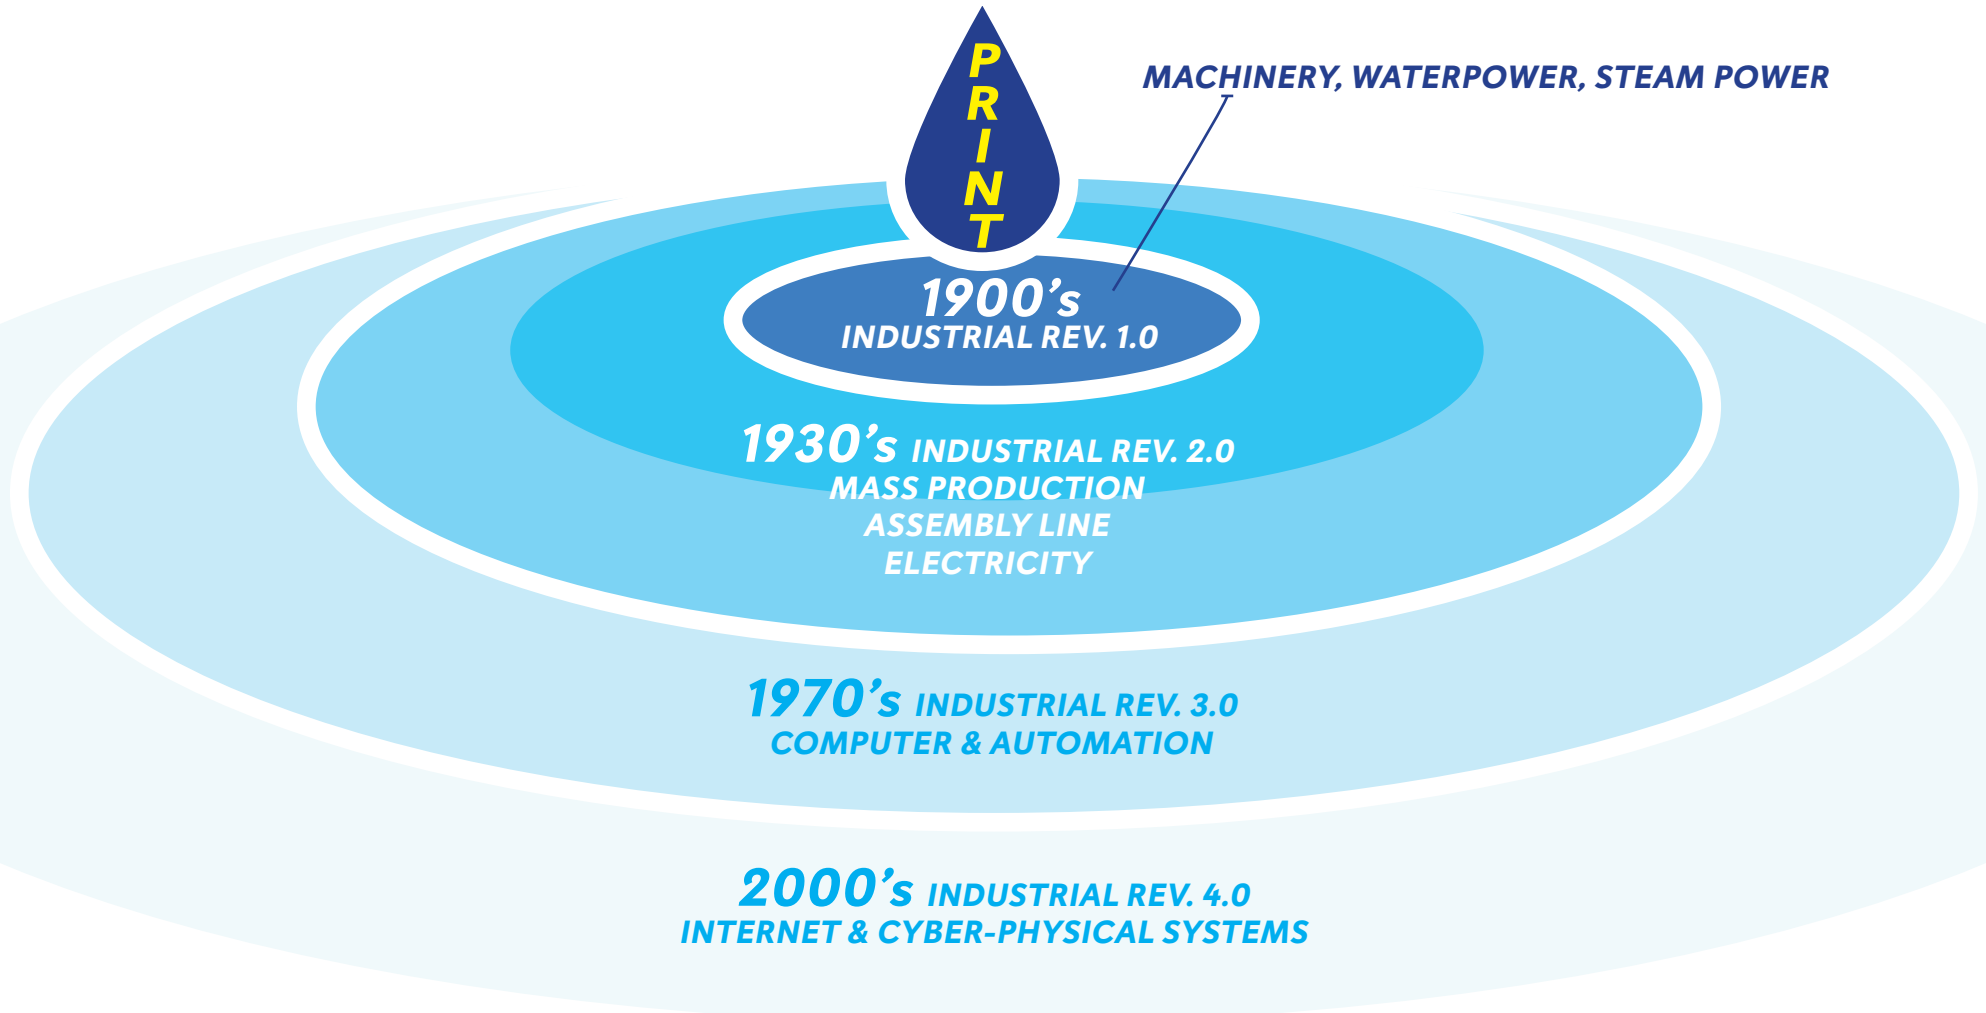 PRINT
MACHINERY, WATERPOWER, STEAM POWER
1900’s
INDUSTRIAL REV. 1.0
1930’s INDUSTRIAL REV. 2.0
MASS PRODUCTION
ASSEMBLY LINE
ELECTRICITY
1970’s INDUSTRIAL REV. 3.0
COMPUTER & AUTOMATION
2000’s INDUSTRIAL REV. 4.0
INTERNET & CYBER-PHYSICAL SYSTEMS